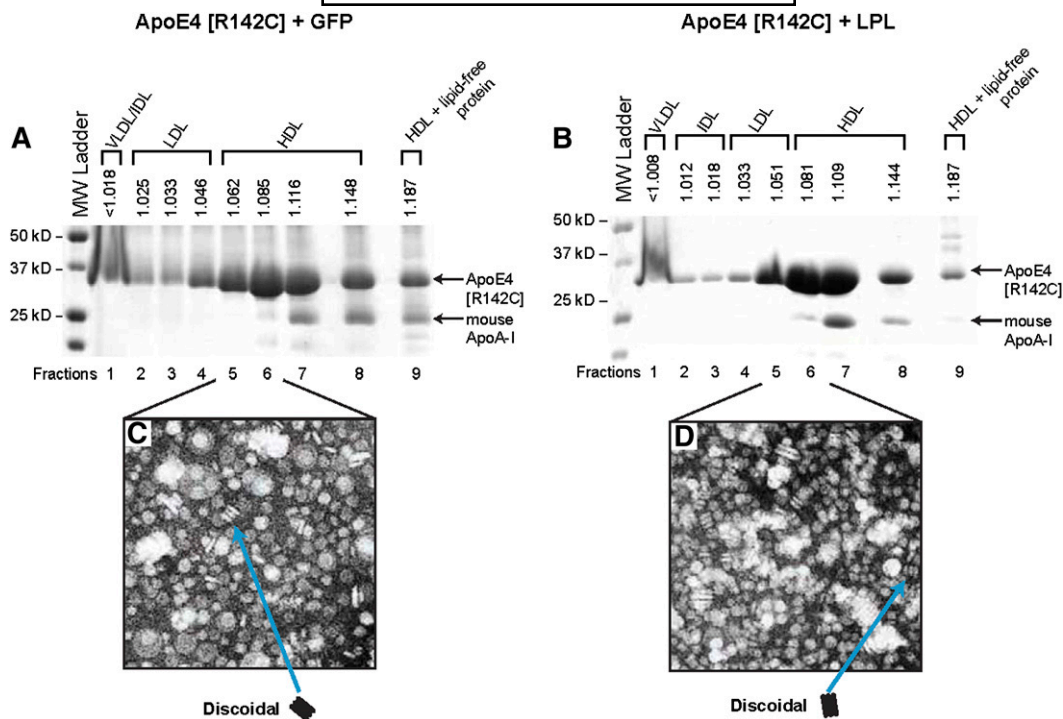 ApoE4 [R142C] + GFP
A
MW Ladder
VLDL/IDL
LDL
HDL
HDL + lipid-free
protein
<1.018
1.025
1.033
1.046
1.062
1.085
1.116
1.148
1.187
50 kD
37 kD
25 kD
ApoE4
[R142C]
mouse
ApoA-I
Fractions 1 2 3 4 5 6 7 8 9
C
Discoidal
ApoE4 [R142C] + LPL
B
MW Ladder
VLDL
IDL
LDL
HDL
HDL + lipid-free
protein
<1.008
1.012
1.018
1.033
1.051
1.081
1.109
1.144
1.187
50 kD
37 kD
25 kD
ApoE4
[R142C]
mouse
ApoA-I
Fractions 1 2 3 4 5 6 7 8 9
D
Discoidal